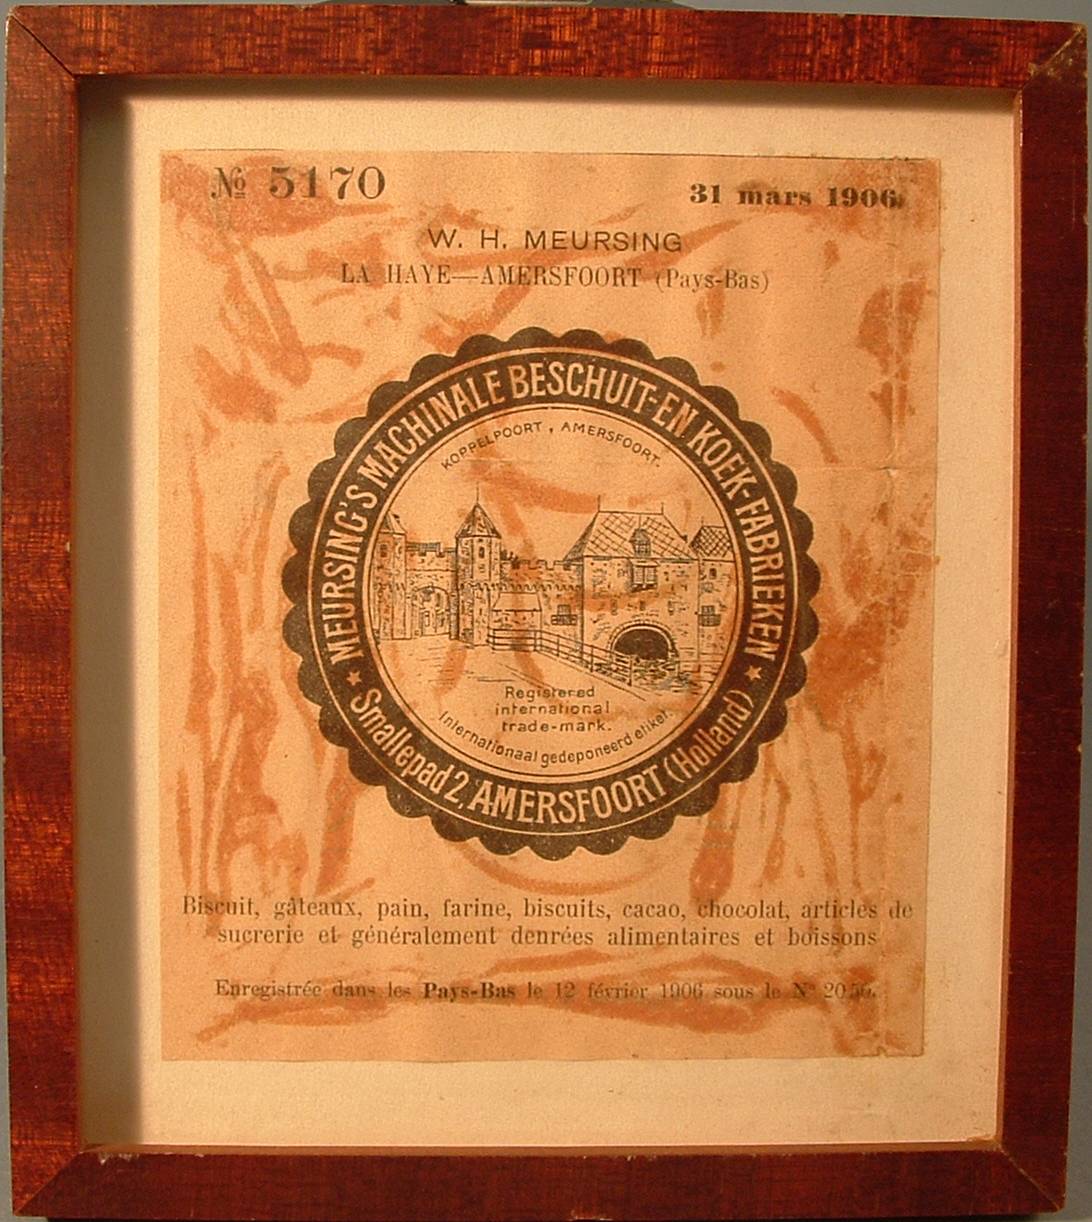 № 5170
31 mars 1906
W. H. MEURSING
LA HAYE—AMERSFOORT (Pays-Bas)
MEURSING'S MACHINALE BESCHUIT-EN KOEK-FABRIEKEN
KOPPELPOORT, AMERSFOORT.
Registered
international
trade-mark.
Internationaal gedeponeerd etiket.
★ Smallepad 2, AMERSFOORT (Holland) ★
Biscuit, gâteaux, pain, farine, biscuits, cacao, chocolat, articles de
sucrerie et généralement denrées alimentaires et boissons
Enregistrée dans les Pays-Bas le 12 février 1906 sous le N°